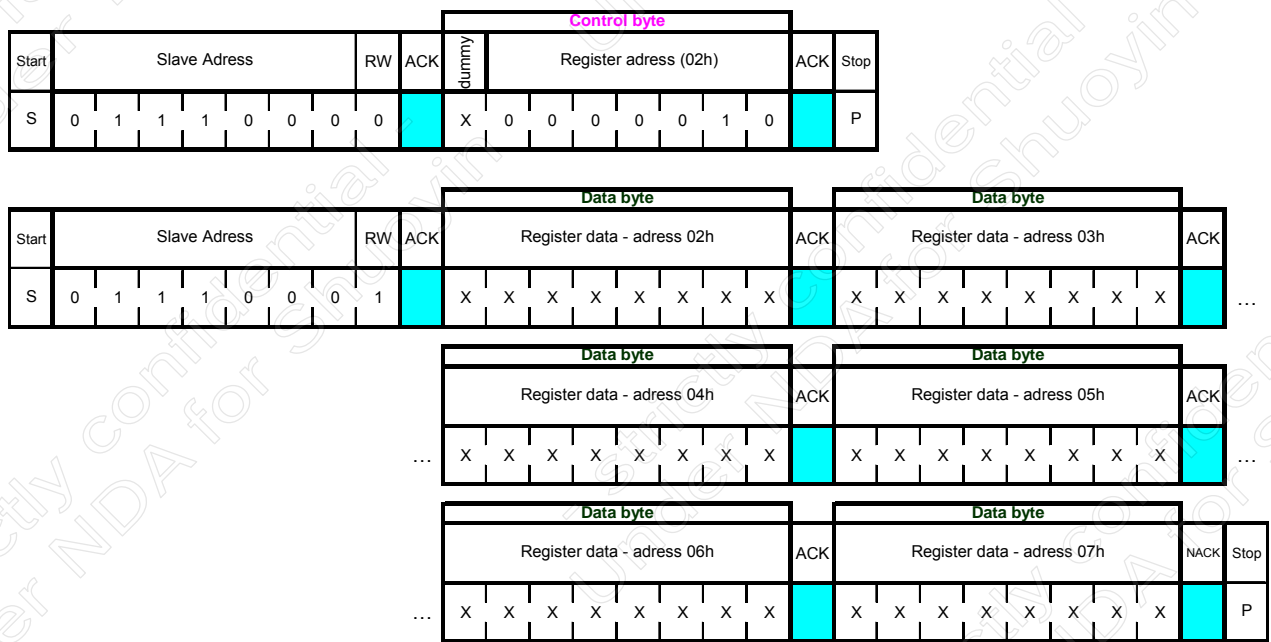 Control byte
Start Slave Adress RW ACK dummy Register adress (02h) ACK Stop
S 0 1 1 1 0 0 0 0 X 0 0 0 0 0 1 0 P
Data byte Data byte
Start Slave Adress RW ACK Register data - adress 02h ACK Register data - adress 03h ACK
S 0 1 1 1 0 0 0 1 X X X X X X X X X X X X X X X X …
Data byte Data byte
Register data - adress 04h ACK Register data - adress 05h ACK
… X X X X X X X X X X X X X X X X …
Data byte Data byte
Register data - adress 06h ACK Register data - adress 07h NACK Stop
… X X X X X X X X X X X X X X X X P